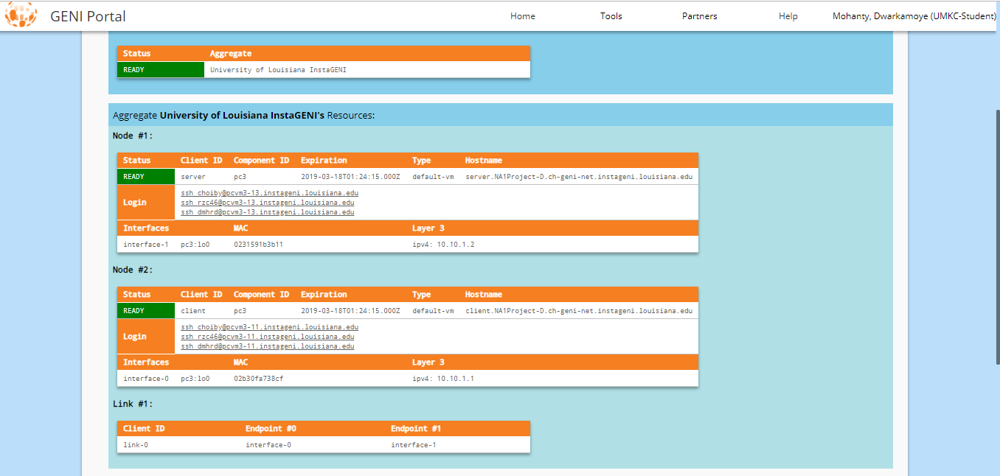 GENI Portal Home Tools Partners Help Mohanty, Dwarkamoye (UMKC-Student)
Status Aggregate
READY University of Louisiana InstaGENI
Aggregate University of Louisiana InstaGENI's Resources:
Node #1:
Status Client ID Component ID Expiration Type Hostname
READY server pc3 2019-03-18T01:24:15.000Z default-vm server.NA1Project-D.ch-geni-net.instageni.louisiana.edu
ssh choiby@pcvm3-13.instageni.louisiana.edu
Login ssh rzc46@pcvm3-13.instageni.louisiana.edu
ssh dmhrd@pcvm3-13.instageni.louisiana.edu
Interfaces MAC Layer 3
interface-1 pc3:lo0 0231591b3b11 ipv4: 10.10.1.2
Node #2:
Status Client ID Component ID Expiration Type Hostname
READY client pc3 2019-03-18T01:24:15.000Z default-vm client.NA1Project-D.ch-geni-net.instageni.louisiana.edu
ssh choiby@pcvm3-11.instageni.louisiana.edu
Login ssh rzc46@pcvm3-11.instageni.louisiana.edu
ssh dmhrd@pcvm3-11.instageni.louisiana.edu
Interfaces MAC Layer 3
interface-0 pc3:lo0 02b30fa738cf ipv4: 10.10.1.1
Link #1:
Client ID Endpoint #0 Endpoint #1
link-0 interface-0 interface-1